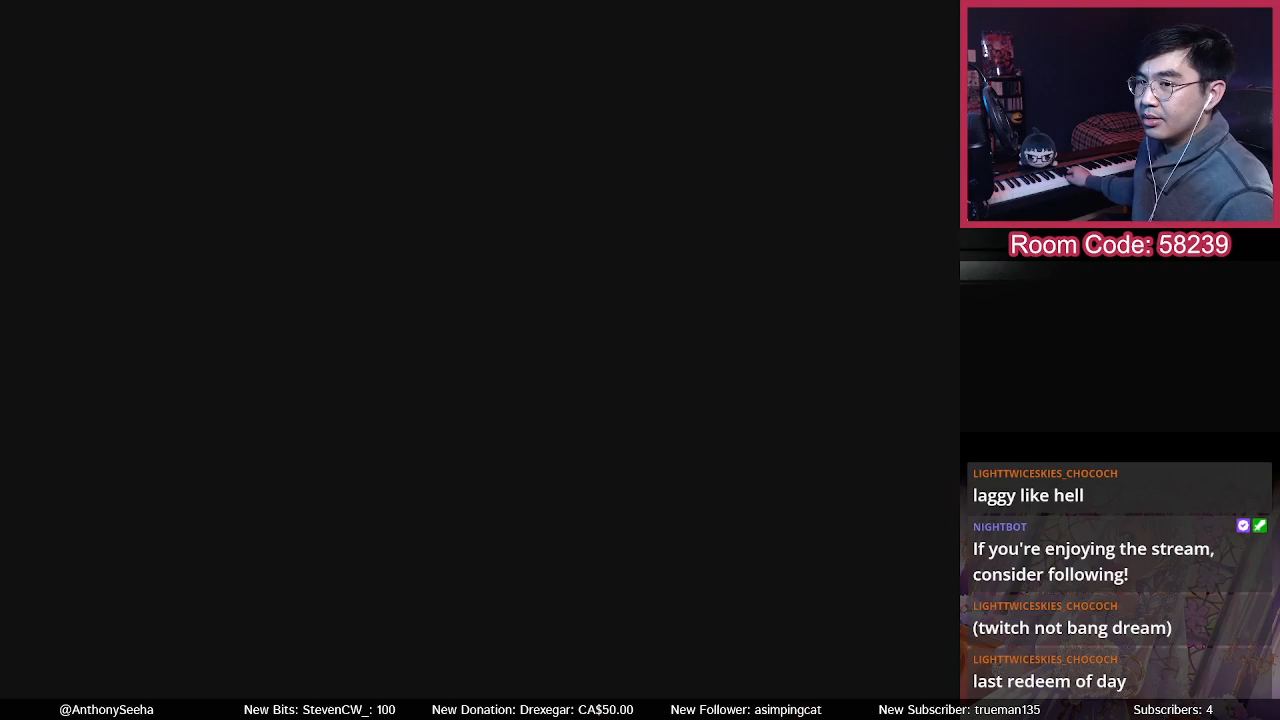 Room Code: 58239
LIGHTTWICESKIES_CHOCOCH
laggy like hell
NIGHTBOT
If you're enjoying the stream,
consider following!
LIGHTTWICESKIES_CHOCOCH
(twitch not bang dream)
LIGHTTWICESKIES_CHOCOCH
last redeem of day
@AnthonySeeha New Bits: StevenCW_: 100 New Donation: Drexegar: CA$50.00 New Follower: asimpingcat New Subscriber: trueman135 Subscribers: 4